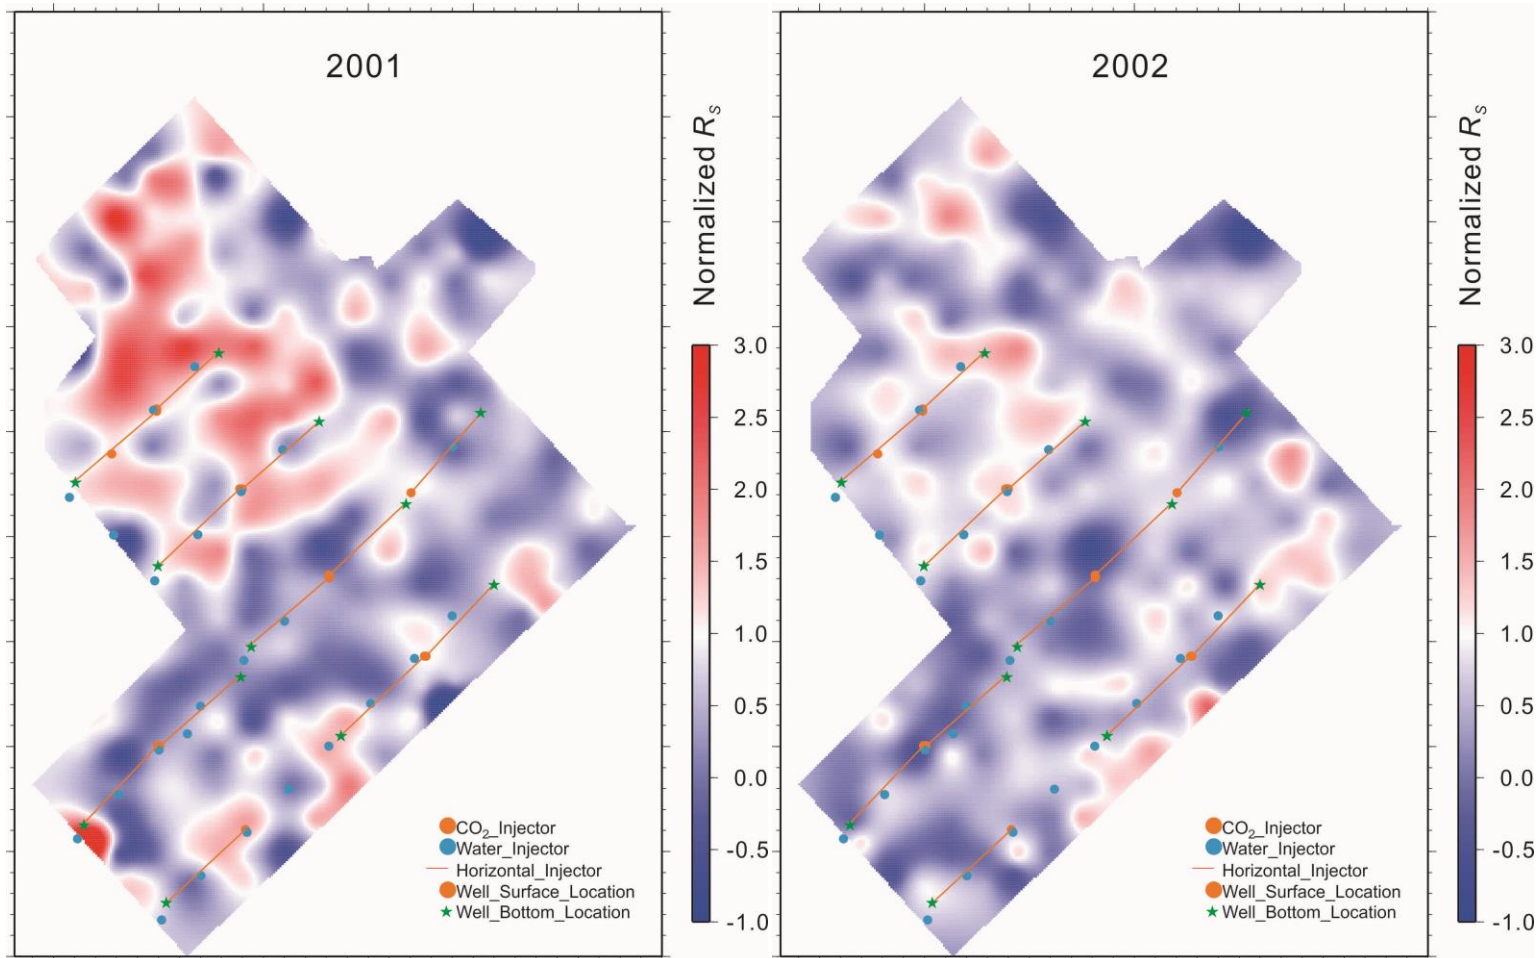 2001
Normalized Rs
3.0
2.5
2.0
1.5
1.0
0.5
0.0
-0.5
-1.0
CO2_Injector
Water_Injector
Horizontal_Injector
Well_Surface_Location
Well_Bottom_Location
2002
Normalized Rs
3.0
2.5
2.0
1.5
1.0
0.5
0.0
-0.5
-1.0
CO2_Injector
Water_Injector
Horizontal_Injector
Well_Surface_Location
Well_Bottom_Location